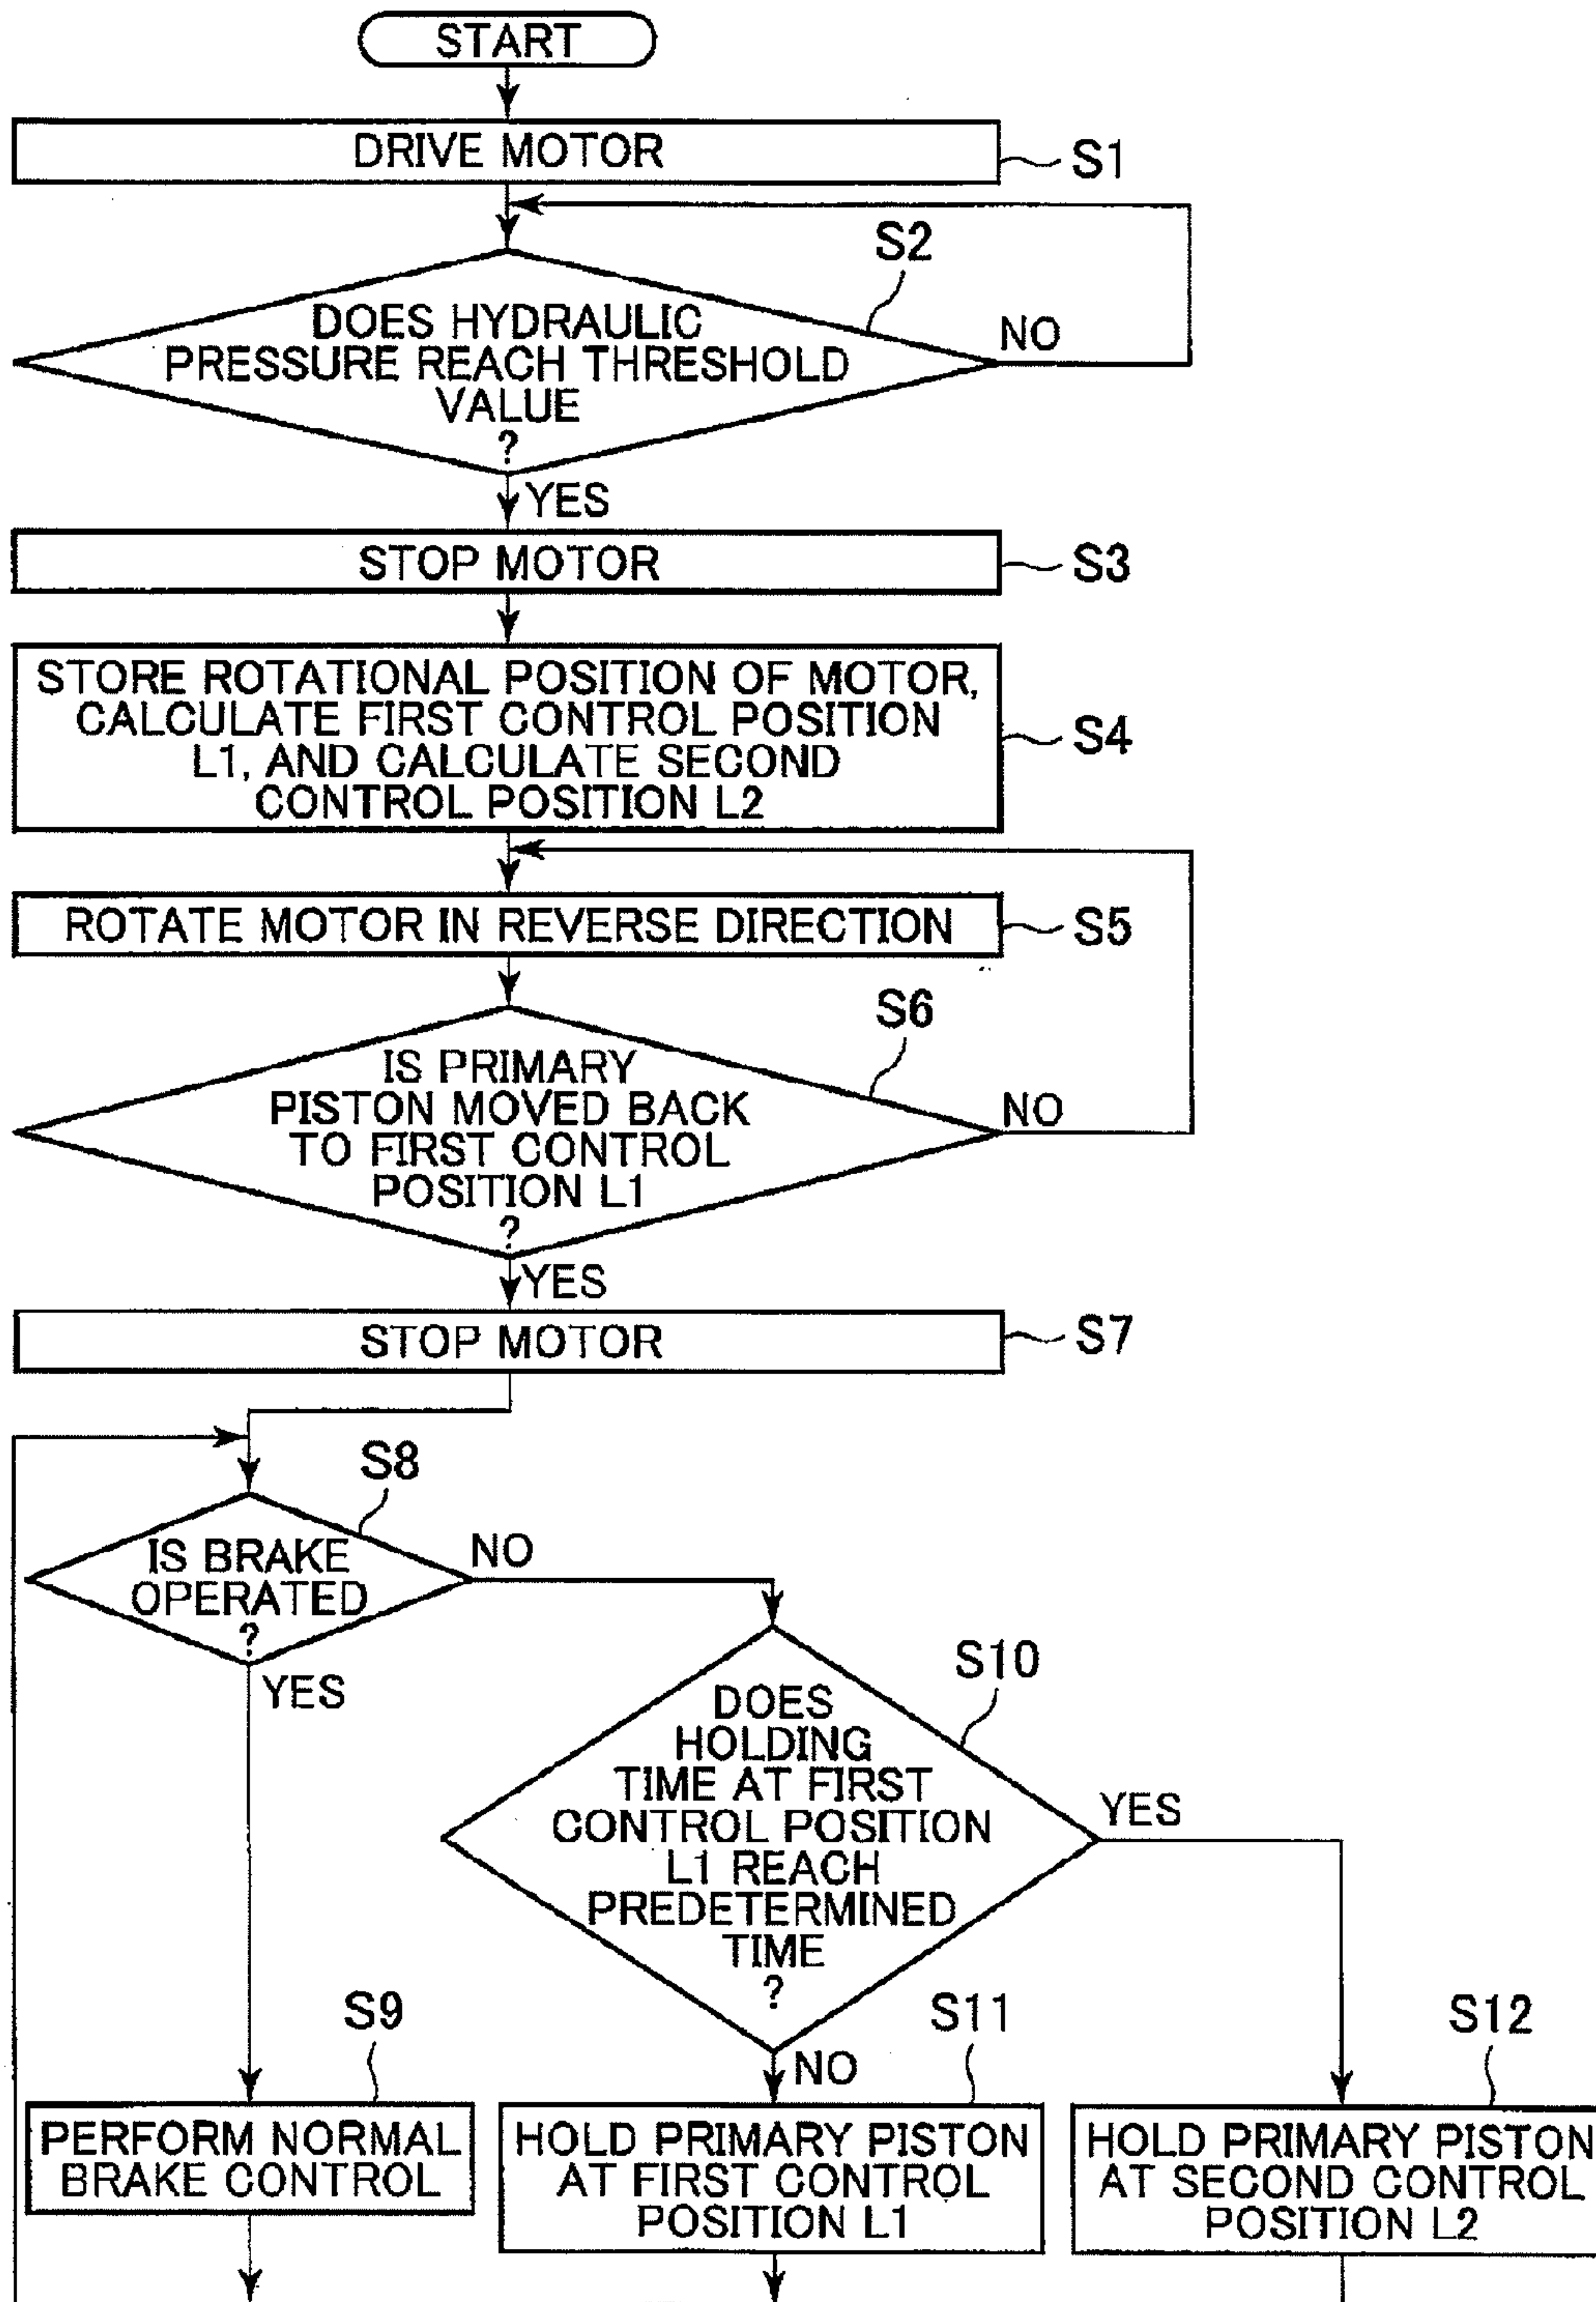 START
DRIVE MOTOR
S1
S2
DOES HYDRAULIC
PRESSURE REACH THRESHOLD
VALUE
?
NO
YES
STOP MOTOR
S3
STORE ROTATIONAL POSITION OF MOTOR,
CALCULATE FIRST CONTROL POSITION
L1, AND CALCULATE SECOND
CONTROL POSITION L2
S4
ROTATE MOTOR IN REVERSE DIRECTION
S5
S6
IS PRIMARY
PISTON MOVED BACK
TO FIRST CONTROL
POSITION L1
?
NO
YES
STOP MOTOR
S7
S8
IS BRAKE
OPERATED
?
NO
YES
S10
DOES
HOLDING
TIME AT FIRST
CONTROL POSITION
L1 REACH
PREDETERMINED
TIME
?
YES
NO
S9
PERFORM NORMAL
BRAKE CONTROL
S11
HOLD PRIMARY PISTON
AT FIRST CONTROL
POSITION L1
S12
HOLD PRIMARY PISTON
AT SECOND CONTROL
POSITION L2